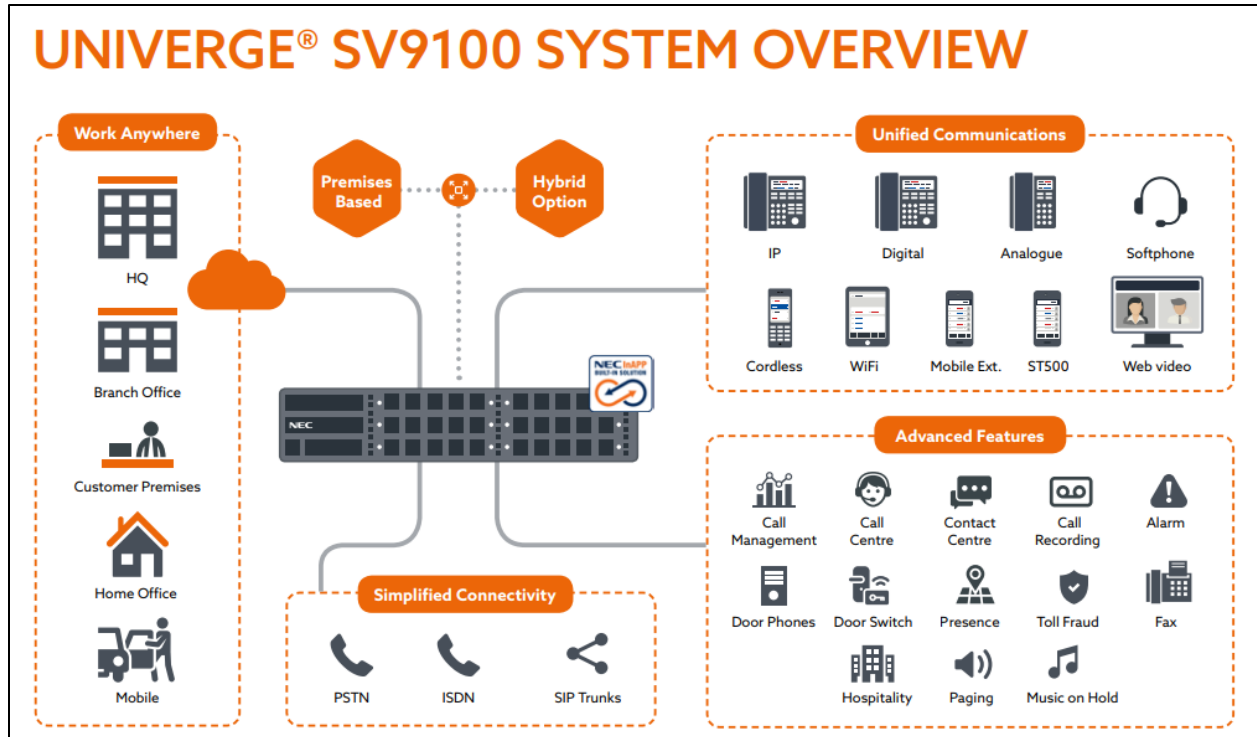 UNIVERGE® SV9100 SYSTEM OVERVIEW
Work Anywhere
HQ
Branch Office
Customer Premises
Home Office
Mobile
Premises
Based
Hybrid
Option
NEC
NEC InAPP
BUILT-IN SOLUTION
Simplified Connectivity
PSTN
ISDN
SIP Trunks
Unified Communications
IP
Digital
Analogue
Softphone
Cordless
WiFi
Mobile Ext.
ST500
Web video
Advanced Features
Call
Management
Call
Centre
Contact
Centre
Call
Recording
Alarm
Door Phones
Door Switch
Presence
Toll Fraud
Fax
Hospitality
Paging
Music on Hold